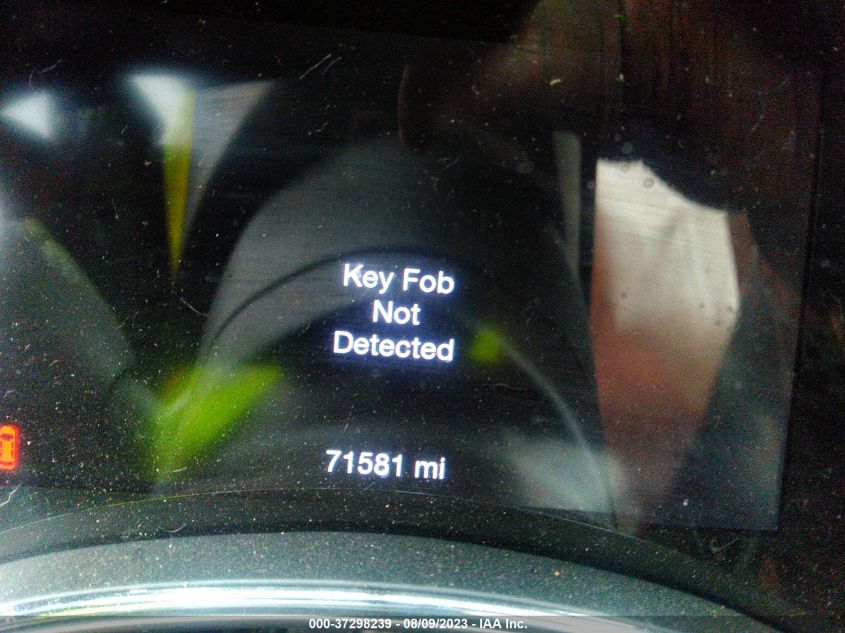 Key Fob
Not
Detected
71581 mi
000-37298239 - 08/09/2023 - IAA Inc.